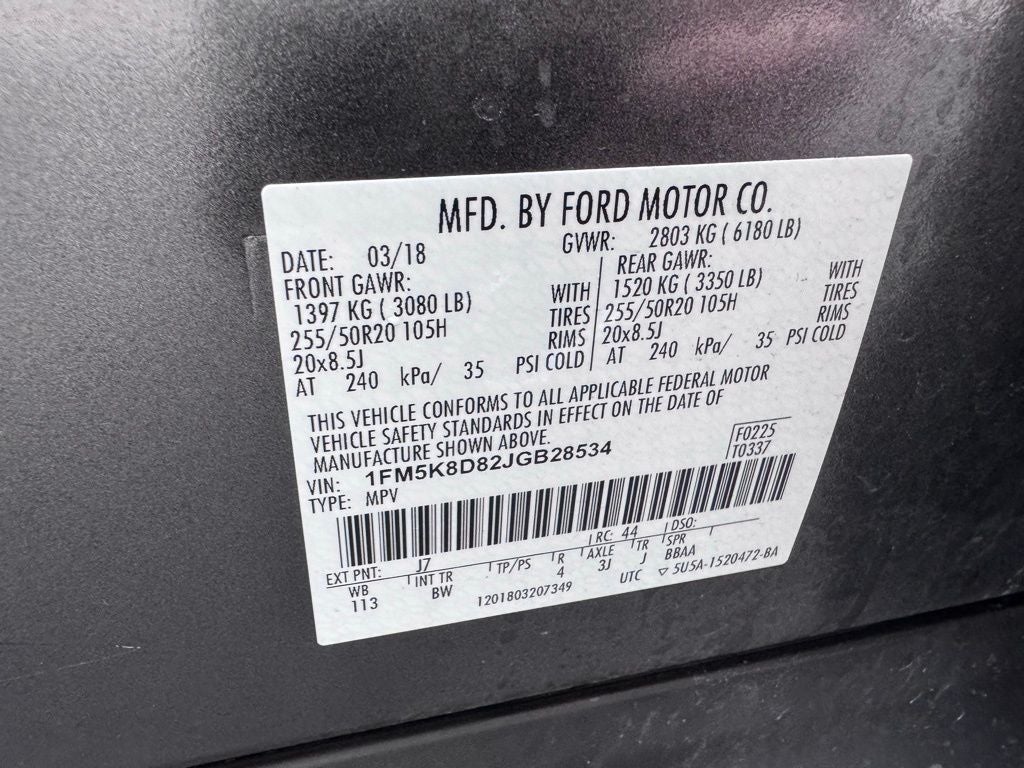 MFD. BY FORD MOTOR CO.
DATE: 03/18 GVWR: 2803 KG ( 6180 LB)
FRONT GAWR: REAR GAWR:
1397 KG ( 3080 LB) WITH 1520 KG ( 3350 LB) WITH
255/50R20 105H TIRES 255/50R20 105H TIRES
20x8.5J RIMS 20x8.5J RIMS
AT 240 kPa/ 35 PSI COLD AT 240 kPa/ 35 PSI COLD
THIS VEHICLE CONFORMS TO ALL APPLICABLE FEDERAL MOTOR
VEHICLE SAFETY STANDARDS IN EFFECT ON THE DATE OF
MANUFACTURE SHOWN ABOVE.
VIN: 1FM5K8D82JGB28534 F0225
TYPE: MPV T0337
EXT PNT: J7 RC: 44 DSO:
WB INT TR TP/PS R AXLE TR SPR
113 BW 4 3J J BBAA
1201803207349 UTC ▽ 5U5A-1520472-BA